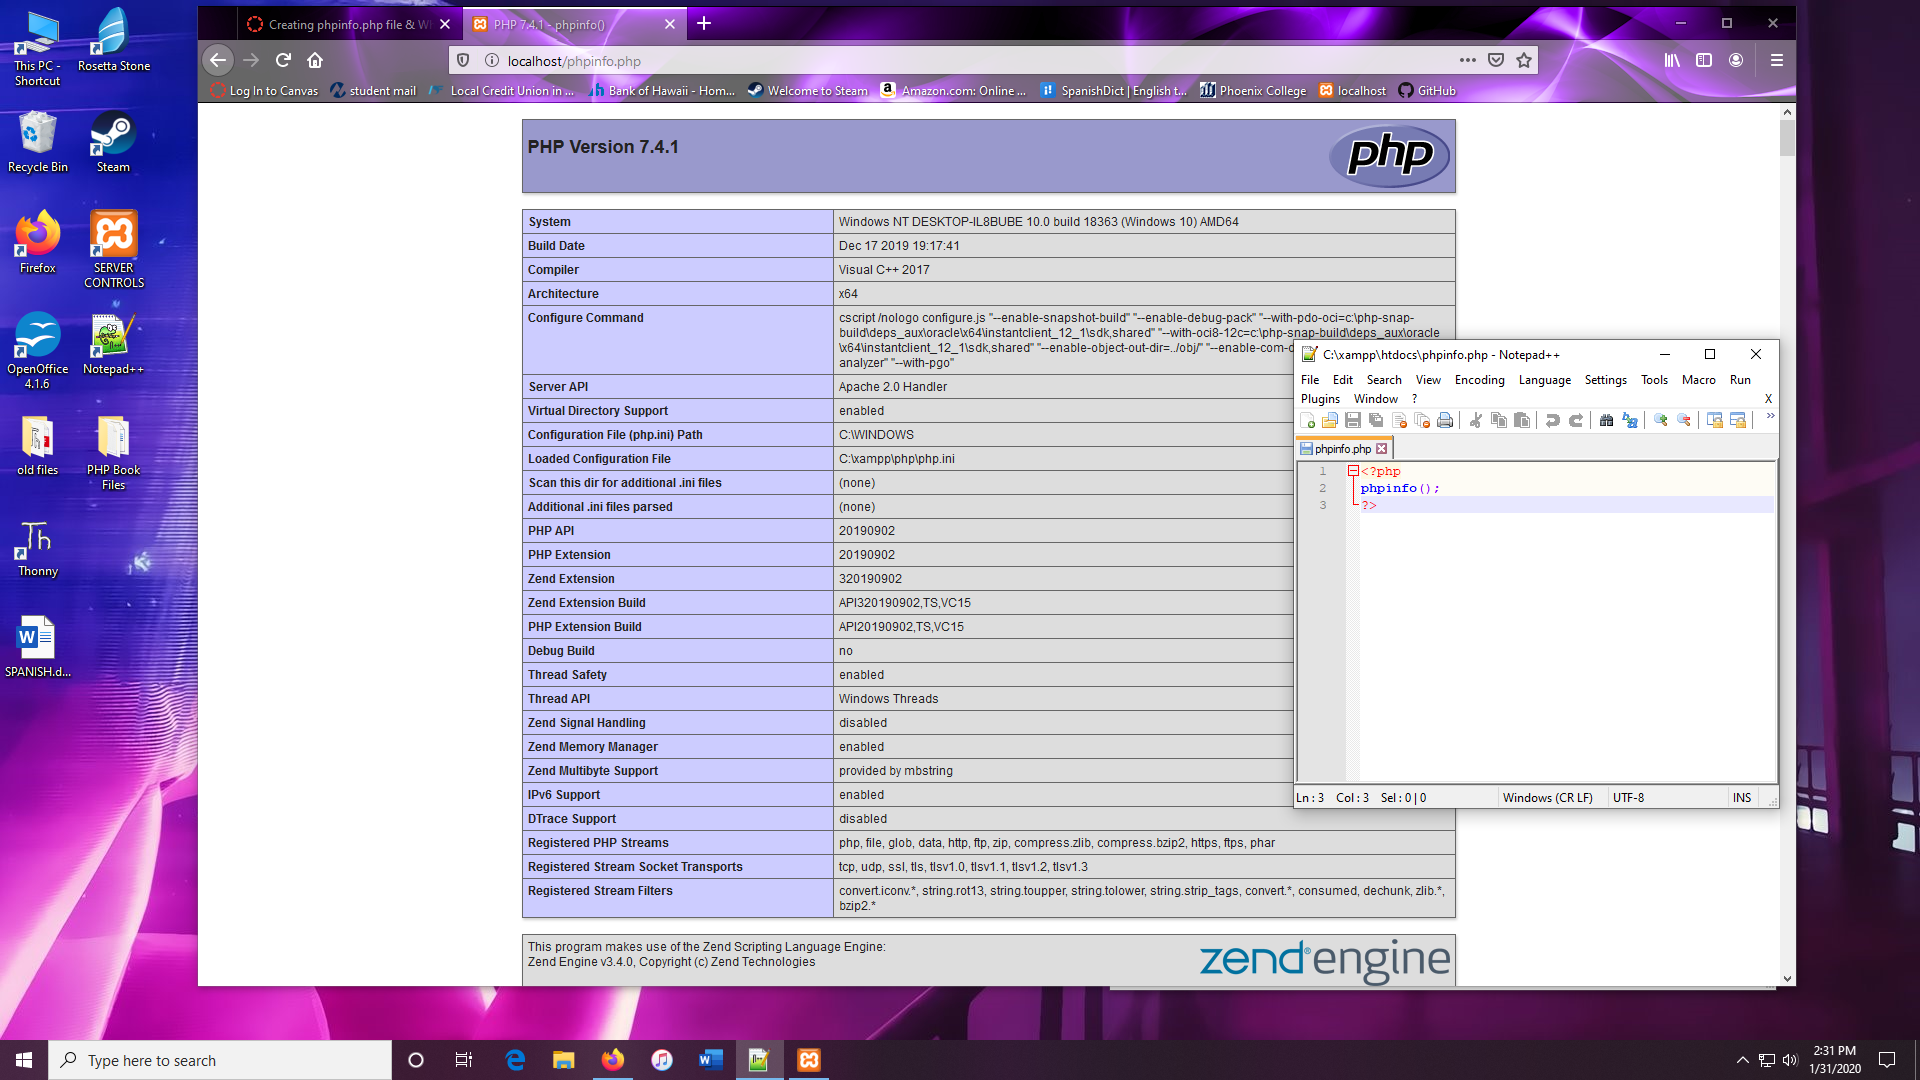 This PC -
Shortcut
Rosetta Stone
Recycle Bin
Steam
Firefox
SERVER
CONTROLS
OpenOffice
4.1.6
Notepad++
old files
PHP Book
Files
Th
Thonny
SPANISH.d...
Creating phpinfo.php file &
PHP 7.4.1 - phpinfo()
localhost/phpinfo.php
Log In to Canvas
student mail
Local Credit Union in ...
Bank of Hawaii - Hom...
Welcome to Steam
Amazon.com: Online ...
SpanishDict | English t...
Phoenix College
localhost
GitHub
PHP Version 7.4.1
php
System Windows NT DESKTOP-IL8BUBE 10.0 build 18363 (Windows 10) AMD64
Build Date Dec 17 2019 19:17:41
Compiler Visual C++ 2017
Architecture x64
Configure Command cscript /nologo configure.js "--enable-snapshot-build" "--enable-debug-pack" "--with-pdo-oci=c:\php-snap-
build\deps_aux\oracle\x64\instantclient_12_1\sdk,shared" "--with-oci8-12c=c:\php-snap-build\deps_aux\oracle
\x64\instantclient_12_1\sdk,shared" "--enable-object-out-dir=../obj/" "--enable-com-d
analyzer" "--with-pgo"
Server API Apache 2.0 Handler
Virtual Directory Support enabled
Configuration File (php.ini) Path C:\WINDOWS
Loaded Configuration File C:\xampp\php\php.ini
Scan this dir for additional .ini files (none)
Additional .ini files parsed (none)
PHP API 20190902
PHP Extension 20190902
Zend Extension 320190902
Zend Extension Build API320190902,TS,VC15
PHP Extension Build API20190902,TS,VC15
Debug Build no
Thread Safety enabled
Thread API Windows Threads
Zend Signal Handling disabled
Zend Memory Manager enabled
Zend Multibyte Support provided by mbstring
IPv6 Support enabled
DTrace Support disabled
Registered PHP Streams php, file, glob, data, http, ftp, zip, compress.zlib, compress.bzip2, https, ftps, phar
Registered Stream Socket Transports tcp, udp, ssl, tls, tlsv1.0, tlsv1.1, tlsv1.2, tlsv1.3
Registered Stream Filters convert.iconv.*, string.rot13, string.toupper, string.tolower, string.strip_tags, convert.*, consumed, dechunk, zlib.*,
bzip2.*
This program makes use of the Zend Scripting Language Engine:
Zend Engine v3.4.0, Copyright (c) Zend Technologies
zend engine
C:\xampp\htdocs\phpinfo.php - Notepad++
File Edit Search View Encoding Language Settings Tools Macro Run
Plugins Window ? X
phpinfo.php
1 <?php
2 phpinfo();
3 ?>
Ln : 3 Col : 3 Sel : 0 | 0 Windows (CR LF) UTF-8 INS
Type here to search
2:31 PM
1/31/2020